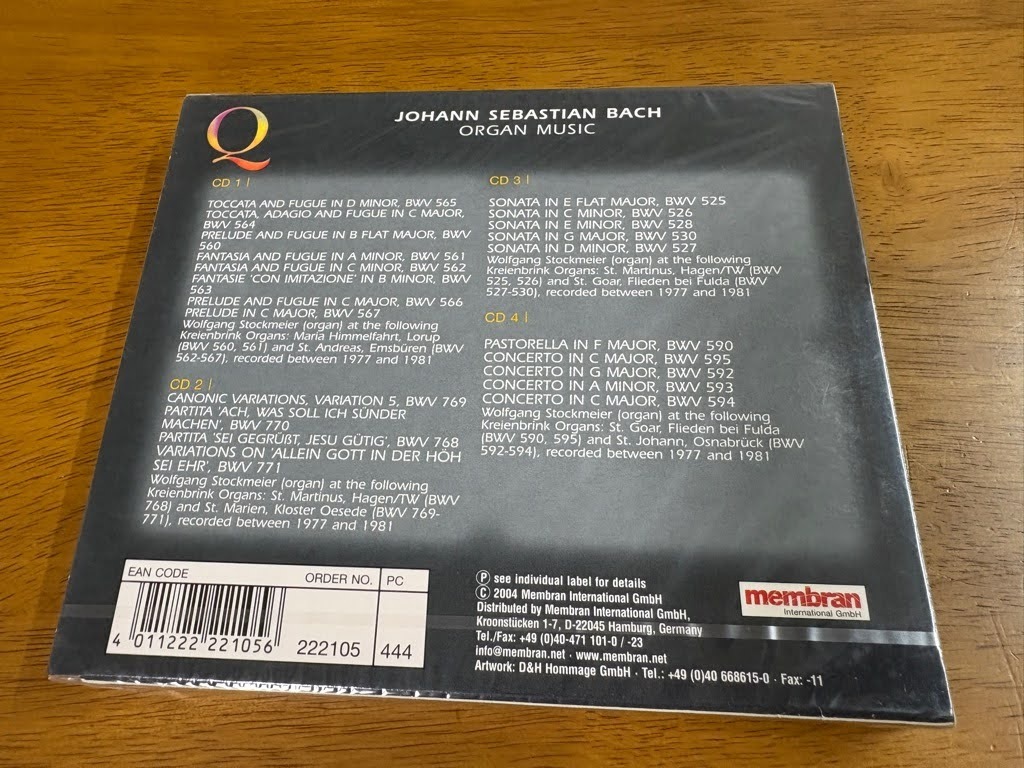 Q
JOHANN SEBASTIAN BACH
ORGAN MUSIC
CD 1 |
TOCCATA AND FUGUE IN D MINOR, BWV 565
TOCCATA, ADAGIO AND FUGUE IN C MAJOR,
BWV 564
PRELUDE AND FUGUE IN B FLAT MAJOR, BWV
560
FANTASIA AND FUGUE IN A MINOR, BWV 561
FANTASIA AND FUGUE IN C MINOR, BWV 562
FANTASIE 'CON IMITAZIONE' IN B MINOR, BWV
563
PRELUDE AND FUGUE IN C MAJOR, BWV 566
PRELUDE IN C MAJOR, BWV 567
Wolfgang Stockmeier (organ) at the following
Kreienbrink Organs: Maria Himmelfahrt, Lorup
(BWV 560, 561) and St. Andreas, Emsbüren (BWV
562-567), recorded between 1977 and 1981
CD 2 |
CANONIC VARIATIONS, VARIATION 5, BWV 769
PARTITA 'ACH, WAS SOLL ICH SÜNDER
MACHEN', BWV 770
PARTITA 'SEI GEGRÜßT, JESU GÜTIG', BWV 768
VARIATIONS ON 'ALLEIN GOTT IN DER HÖH
SEI EHR', BWV 771
Wolfgang Stockmeier (organ) at the following
Kreienbrink Organs: St. Martinus, Hagen/TW (BWV
768) and St. Marien, Kloster Oesede (BWV 769-
771), recorded between 1977 and 1981
CD 3 |
SONATA IN E FLAT MAJOR, BWV 525
SONATA IN C MINOR, BWV 526
SONATA IN E MINOR, BWV 528
SONATA IN G MAJOR, BWV 530
SONATA IN D MINOR, BWV 527
Wolfgang Stockmeier (organ) at the following
Kreienbrink Organs: St. Martinus, Hagen/TW (BWV
525, 526) and St. Goar, Flieden bei Fulda (BWV
527-530), recorded between 1977 and 1981
CD 4 |
PASTORELLA IN F MAJOR, BWV 590
CONCERTO IN C MAJOR, BWV 595
CONCERTO IN G MAJOR, BWV 592
CONCERTO IN A MINOR, BWV 593
CONCERTO IN C MAJOR, BWV 594
Wolfgang Stockmeier (organ) at the following
Kreienbrink Organs: St. Goar, Flieden bei Fulda
(BWV 590, 595) and St. Johann, Osnabrück (BWV
592-594), recorded between 1977 and 1981
EAN CODE ORDER NO. PC
4 011222 221056 222105 444
Ⓟ see individual label for details
© 2004 Membran International GmbH
Distributed by Membran International GmbH,
Kroonstücken 1-7, D-22045 Hamburg, Germany
Tel./Fax: +49 (0)40-471 101-0 / -23
info@membran.net · www.membran.net
Artwork: D&H Hommage GmbH · Tel.: +49 (0)40 668615-0 · Fax: -11
membran
International GmbH